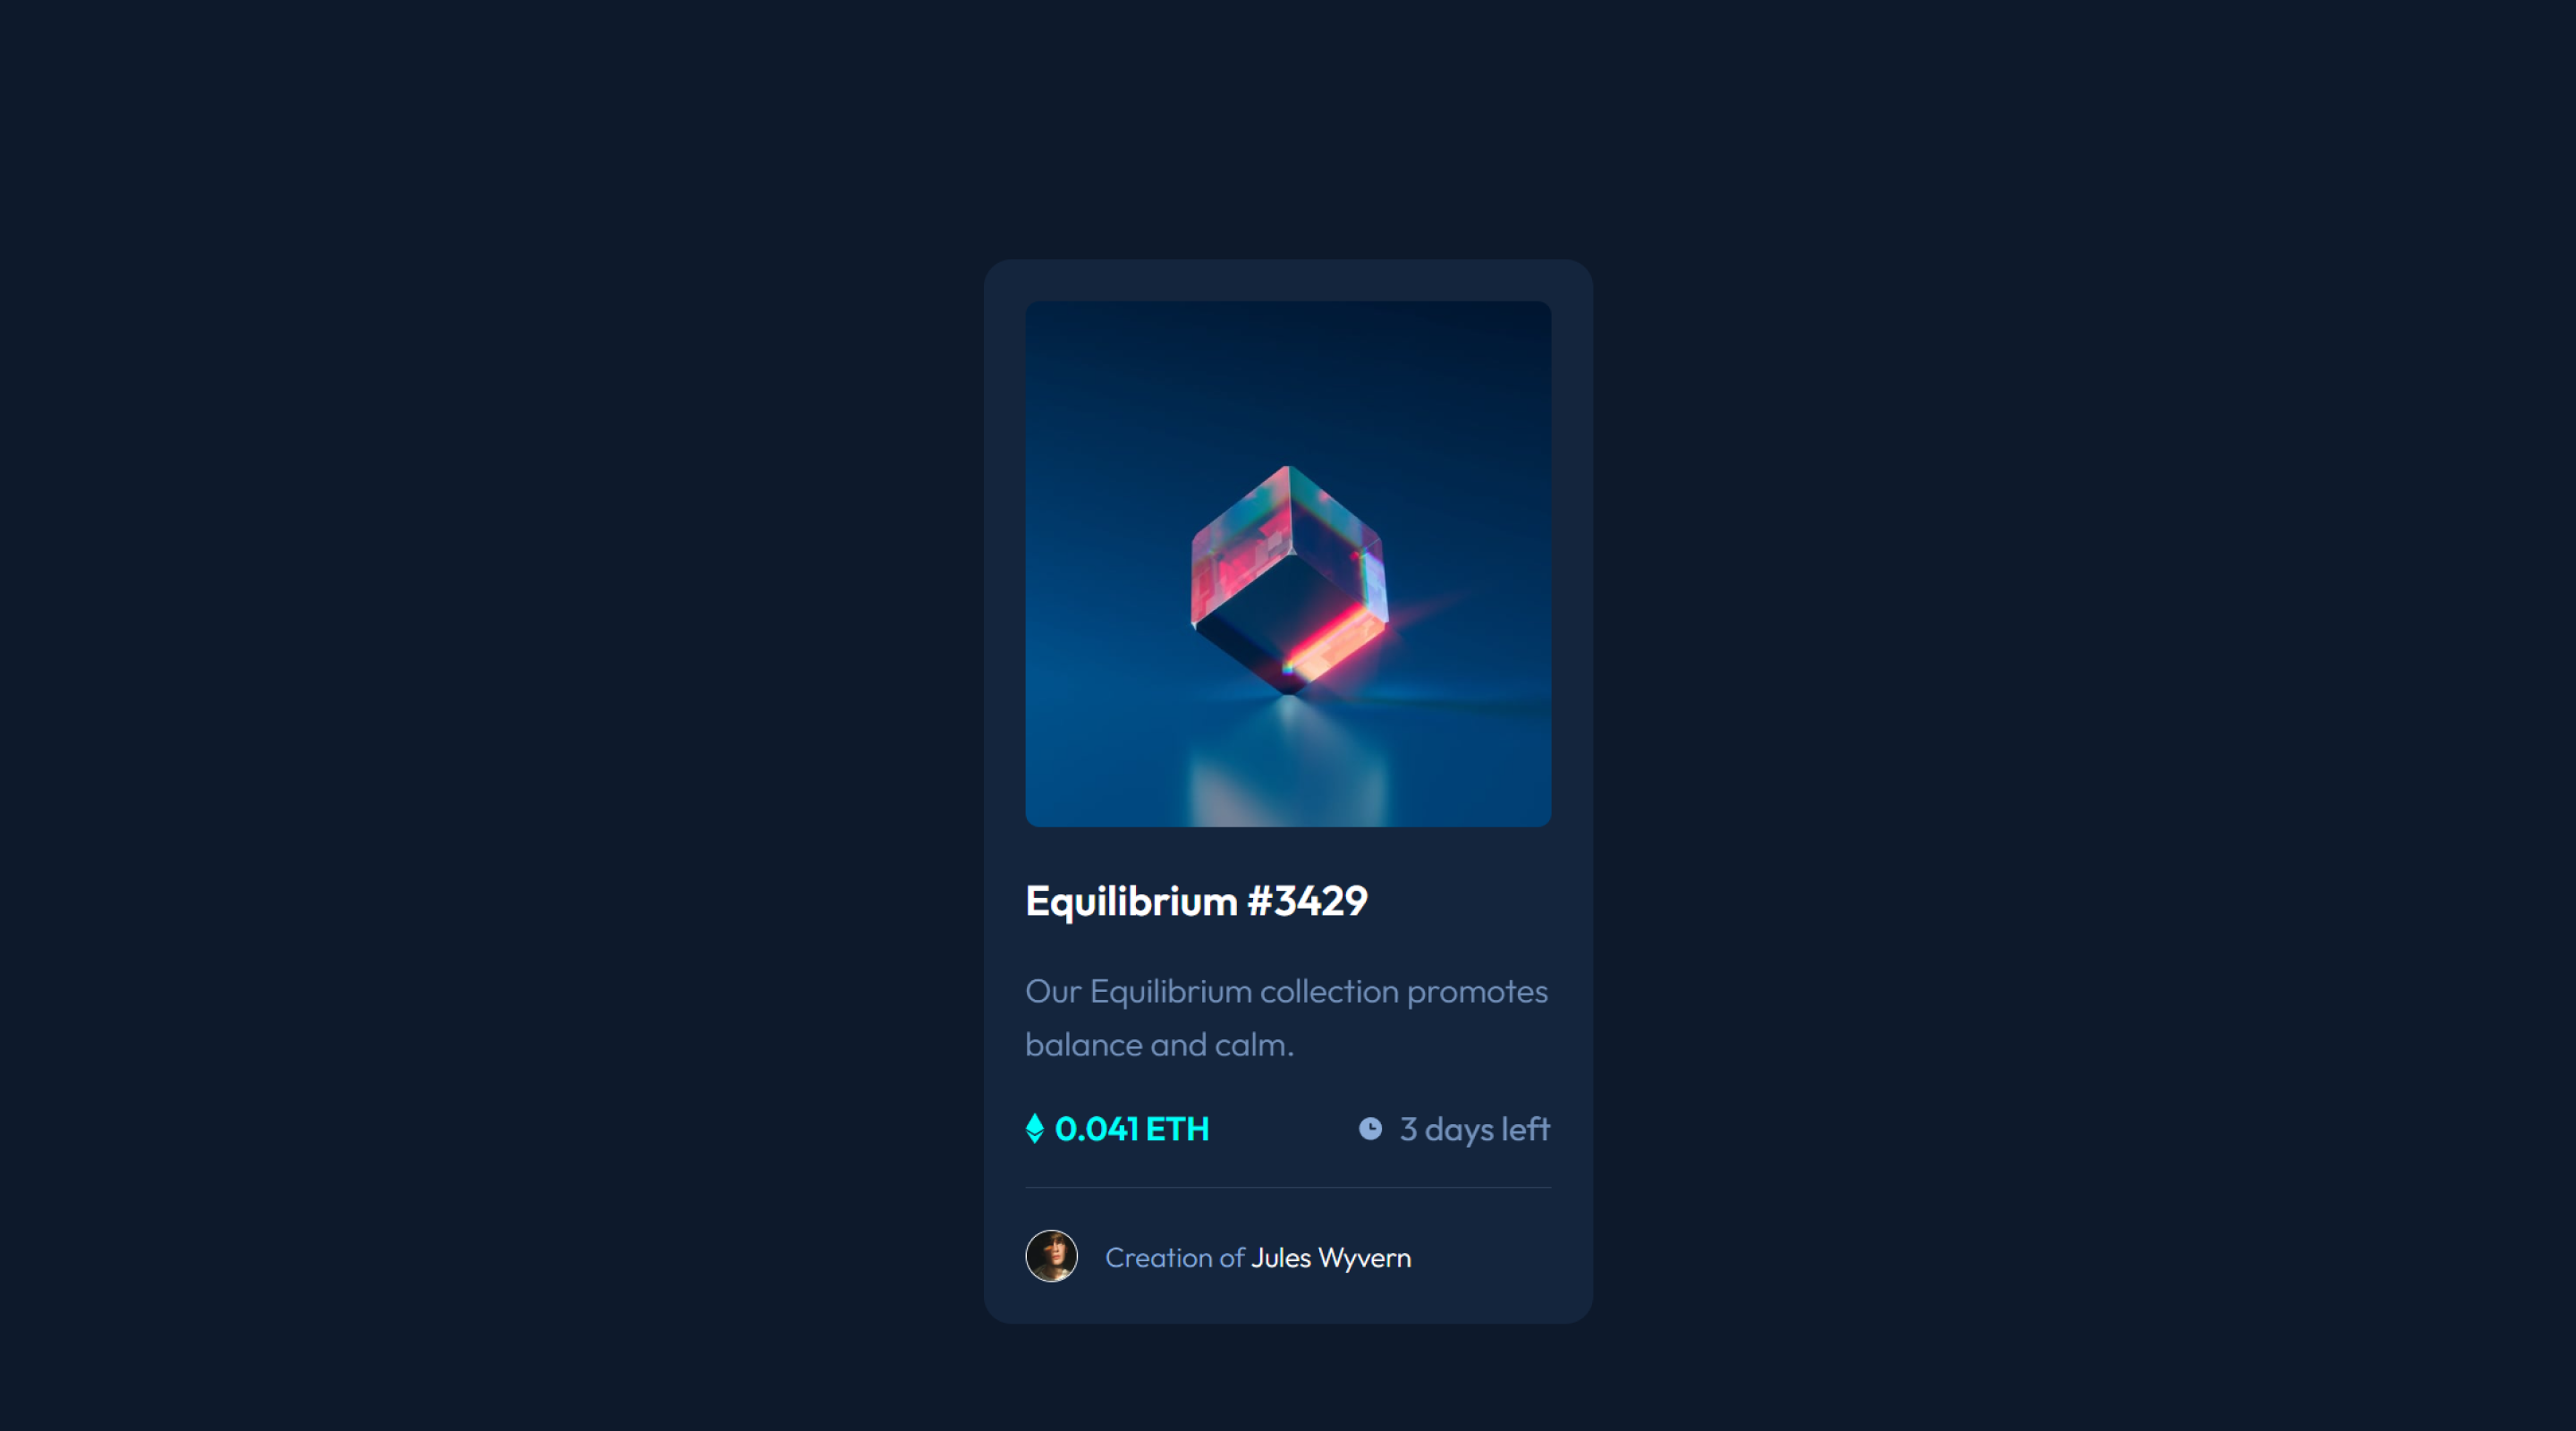 Equilibrium #3429
Our Equilibrium collection promotes
balance and calm.
0.041 ETH
3 days left
Creation of Jules Wyvern